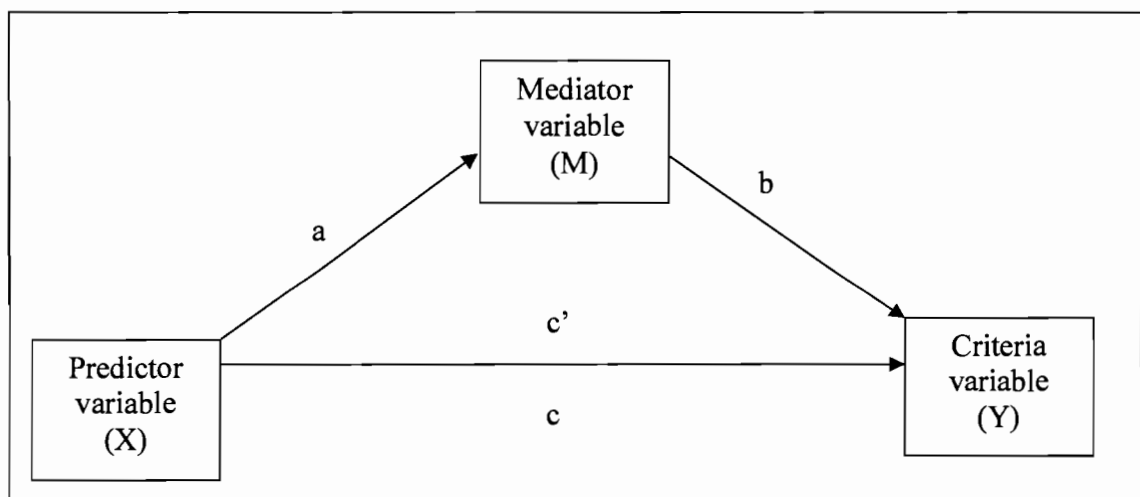 Mediator
variable
(M)
a
b
c’
Predictor
variable
(X)
c
Criteria
variable
(Y)